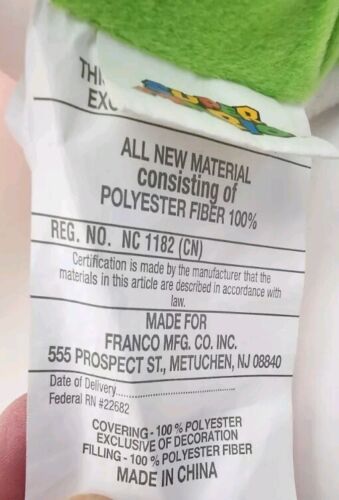 SUPER MARIO
ALL NEW MATERIAL
consisting of
POLYESTER FIBER 100%
REG. NO. NC 1182 (CN)
Certification is made by the manufacturer that the
materials in this article are described in accordance with
law.
MADE FOR
FRANCO MFG. CO. INC.
555 PROSPECT ST., METUCHEN, NJ 08840
Date of Delivery
Federal RN #22682
COVERING - 100 % POLYESTER
EXCLUSIVE OF DECORATION
FILLING - 100 % POLYESTER FIBER
MADE IN CHINA